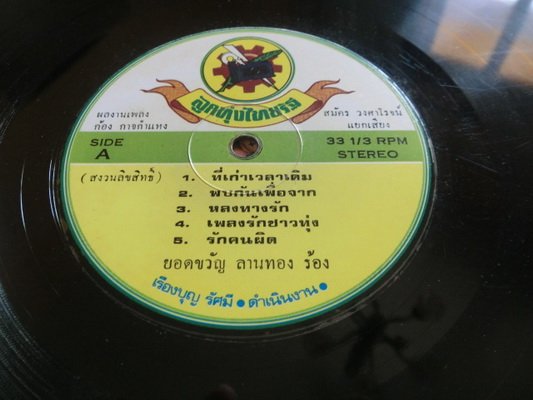 ลูกทุ่งไทยรส
ผลงานเพลง
ก้อง กาจกำแหง
สมัคร วงศาโรจน์
แยกเสียง
SIDE
A
33 1/3 RPM
STEREO
(สงวนลิขสิทธิ์)
1. ที่เก่าเวลาเดิม
2. พบกันเพื่อจาก
3. หลงทางรัก
4. เพลงรักชาวทุ่ง
5. รักคนผิด
ยอดขวัญ ลานทอง ร้อง
เรืองบุญ รัศมี • ดำเนินงาน •